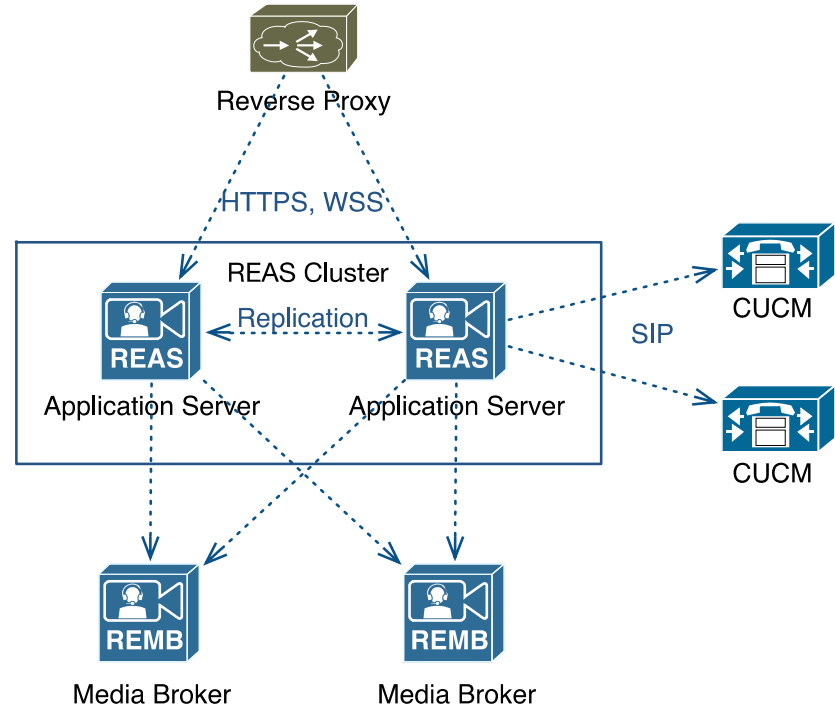 Reverse Proxy
HTTPS, WSS
REAS Cluster
Replication
REAS
REAS
Application Server
Application Server
CUCM
SIP
CUCM
REMB
REMB
Media Broker
Media Broker